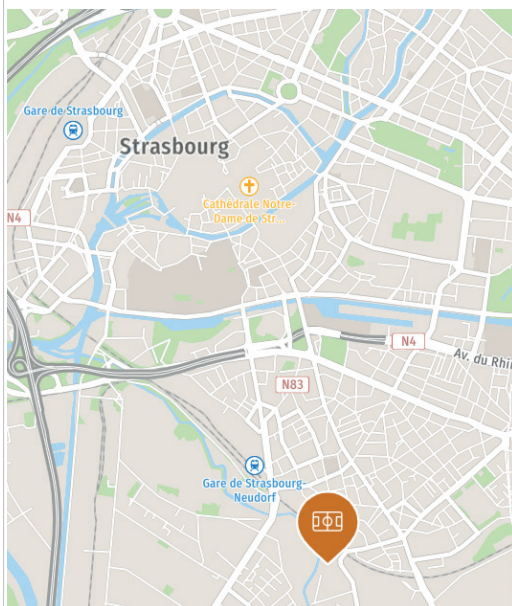 Gare de Strasbourg
Strasbourg
Cathédrale Notre-
Dame de Str...
N4
N4
Av. du Rhin
N83
Gare de Strasbourg-
Neudorf